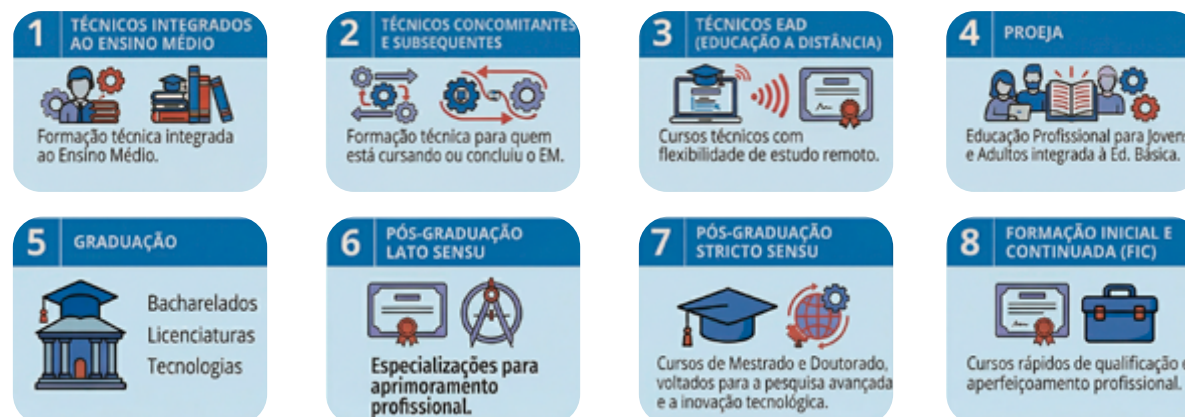 1
TÉCNICOS INTEGRADOS
AO ENSINO MÉDIO
Formação técnica integrada
ao Ensino Médio.
2
TÉCNICOS CONCOMITANTES
E SUBSEQUENTES
Formação técnica para quem
está cursando ou concluiu o EM.
3
TÉCNICOS EAD
(EDUCAÇÃO A DISTÂNCIA)
Cursos técnicos com
flexibilidade de estudo remoto.
4
PROEJA
Educação Profissional para Jovens
e Adultos integrada à Ed. Básica.
5
GRADUAÇÃO
Bacharelados
Licenciaturas
Tecnologias
6
PÓS-GRADUAÇÃO
LATO SENSU
Especializações para
aprimoramento
profissional.
7
PÓS-GRADUAÇÃO
STRICTO SENSU
Cursos de Mestrado e Doutorado,
voltados para a pesquisa avançada
e a inovação tecnológica.
8
FORMAÇÃO INICIAL E
CONTINUADA (FIC)
Cursos rápidos de qualificação e
aperfeiçoamento profissional.